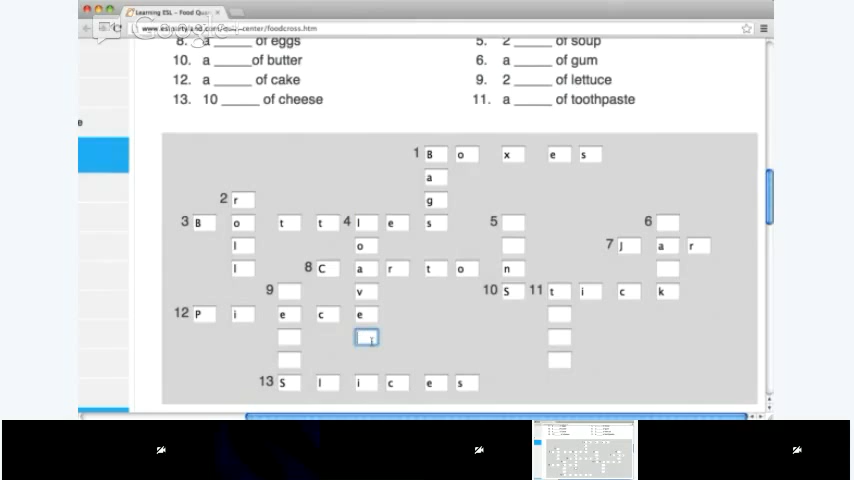 Learning ESL – Food Qua
8. a _____ of eggs
5. 2 _____ of soup
10. a _____of butter
6. a _____ of gum
12. a _____ of cake
9. 2 _____ of lettuce
13. 10 _____ of cheese
11. a _____ of toothpaste
1 B o x e s
a
2 r g
3 B o t t 4 l e s 5 6
l o 7 J a r
l 8 C a r t o n
9 v 10 S 11 t i c k
12 P i e c e
13 S l i c e s